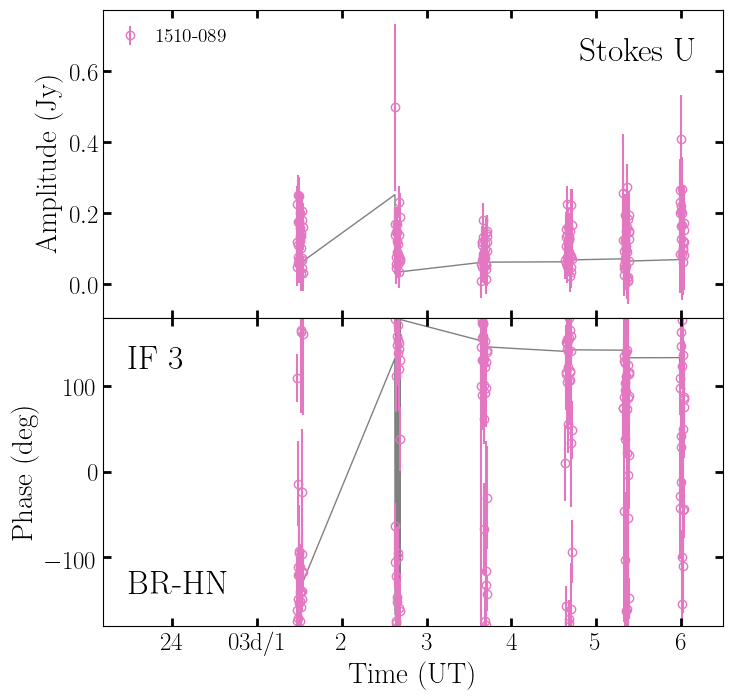 1510-089
Stokes U
Amplitude (Jy)
0.6
0.4
0.2
0.0
IF 3
BR-HN
Phase (deg)
100
0
−100
24 03d/1 2 3 4 5 6
Time (UT)